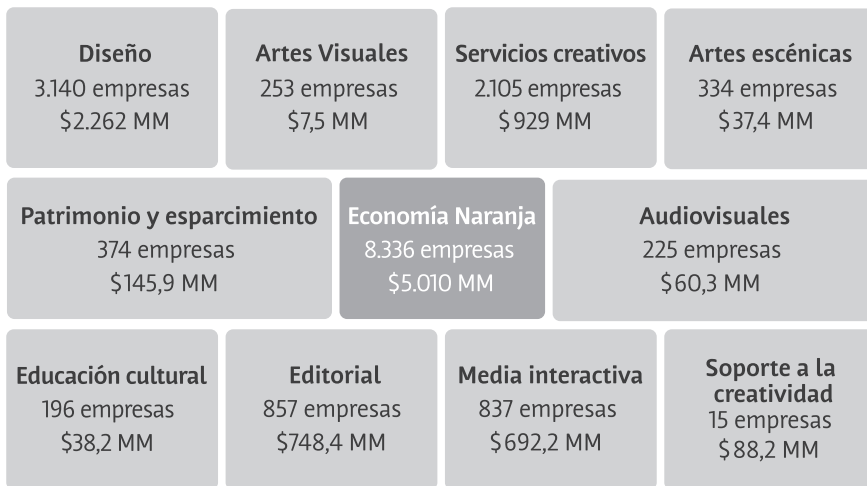 Diseño
3.140 empresas
$2.262 MM
Artes Visuales
253 empresas
$7,5 MM
Servicios creativos
2.105 empresas
$929 MM
Artes escénicas
334 empresas
$37,4 MM
Patrimonio y esparcimiento
374 empresas
$145,9 MM
Economía Naranja
8.336 empresas
$5.010 MM
Audiovisuales
225 empresas
$60,3 MM
Educación cultural
196 empresas
$38,2 MM
Editorial
857 empresas
$748,4 MM
Media interactiva
837 empresas
$692,2 MM
Soporte a la
creatividad
15 empresas
$88,2 MM